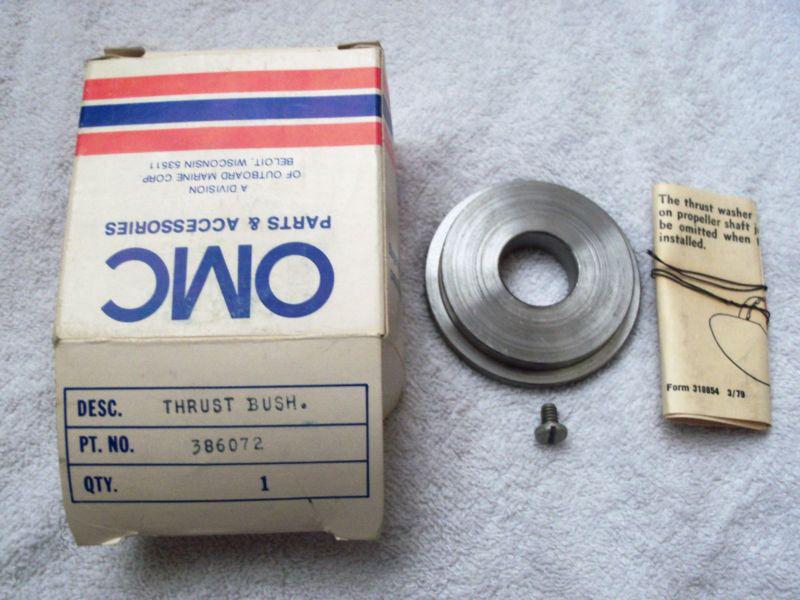 OMC
PARTS & ACCESSORIES
A DIVISION
OF OUTBOARD MARINE CORP.
BELOIT, WISCONSIN 53511
DESC. THRUST BUSH.
PT. NO. 386072
QTY. 1
The thrust washer
on propeller shaft
be omitted when
installed.
Form 318854 3/79